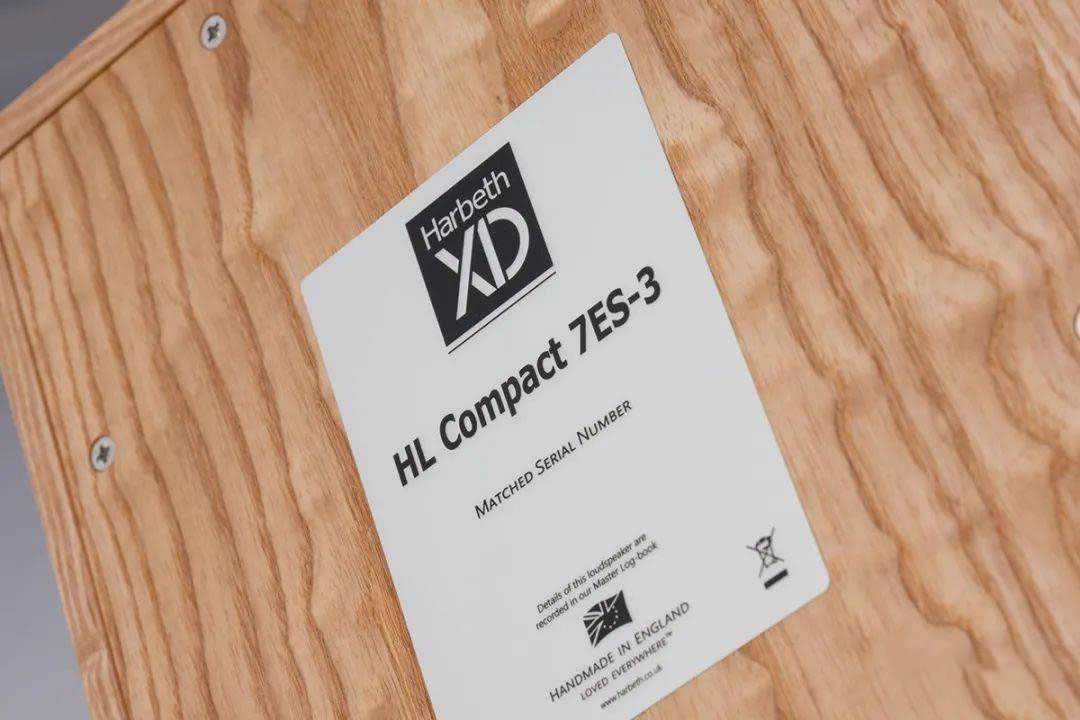 Harbeth
XD
HL Compact 7ES-3
MATCHED SERIAL NUMBER
Details of this loudspeaker are
recorded in our Master Log-book
HANDMADE IN ENGLAND
LOVED EVERYWHERE™
www.harbeth.co.uk